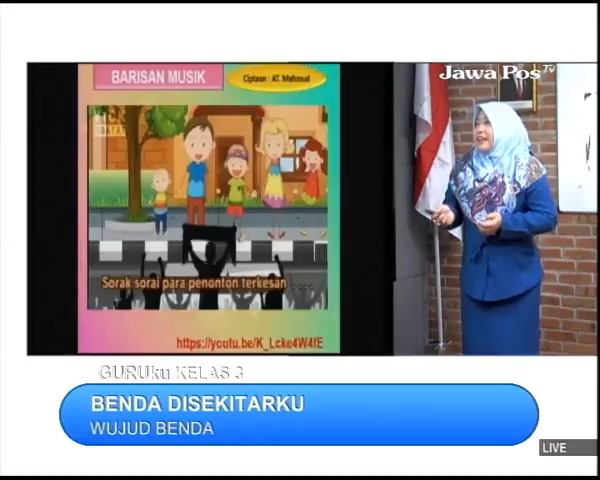 BARISAN MUSIK
Ciptaan : AT. Mahmud
Jawa Pos TV
Sorak sorai para penonton terkesan ....
https://youtu.be/K_Lcke4W4fE
GURUku KELAS 3
BENDA DISEKITARKU
WUJUD BENDA
LIVE